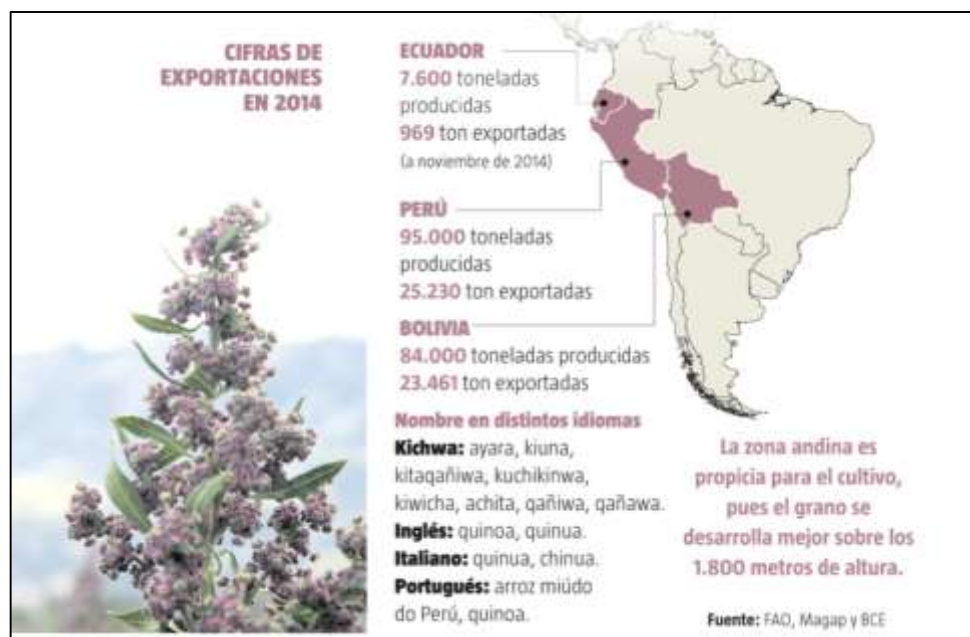 CIFRAS DE
EXPORTACIONES
EN 2014
ECUADOR
7.600 toneladas
producidas
969 ton exportadas
(a noviembre de 2014)
PERÚ
95.000 toneladas
producidas
25.230 ton exportadas
BOLIVIA
84.000 toneladas producidas
23.461 ton exportadas
Nombre en distintos idiomas
Kichwa: ayara, kiuna,
kitaqañiwa, kuchikinwa,
kiwicha, achita, qañiwa, qañawa.
Inglés: quinoa, quinua.
Italiano: quinua, chinua.
Portugués: arroz miúdo
do Perú, quinoa.
La zona andina es
propicia para el cultivo,
pues el grano se
desarrolla mejor sobre los
1.800 metros de altura.
Fuente: FAO, Magap y BCE